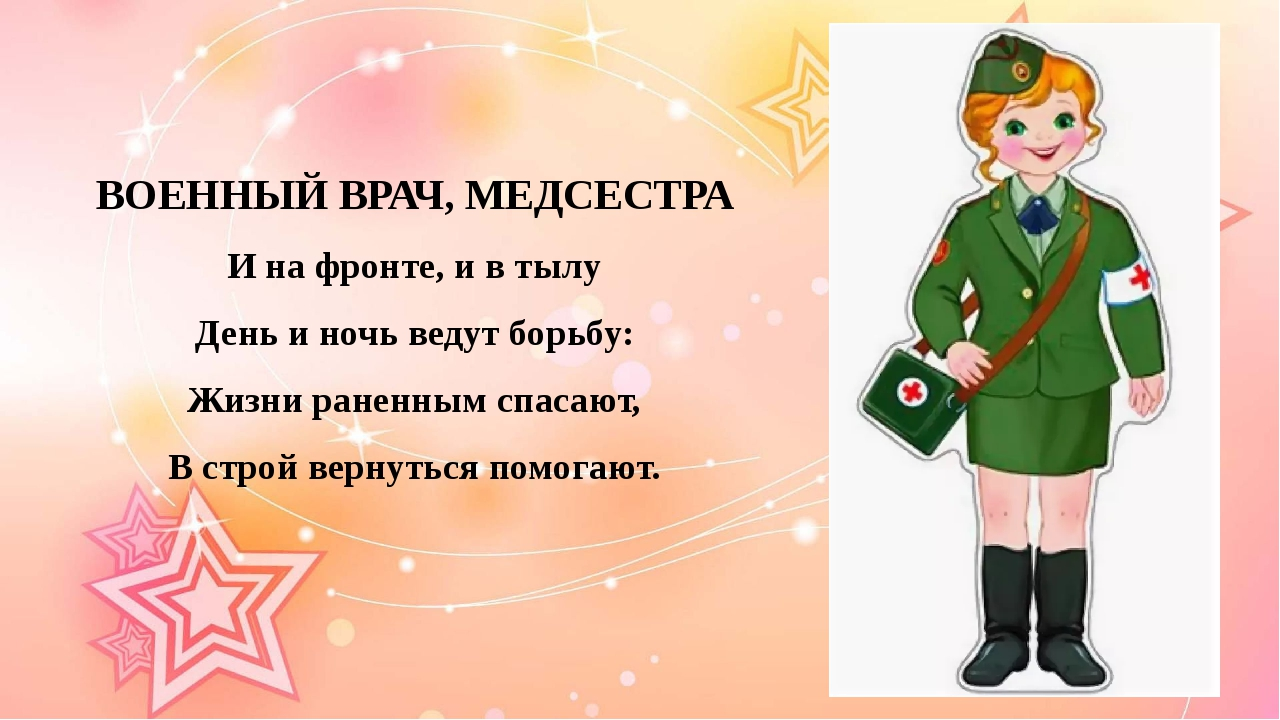 ВОЕННЫЙ ВРАЧ, МЕДСЕСТРА
И на фронте, и в тылу
День и ночь ведут борьбу:
Жизни раненным спасают,
В строй вернуться помогают.